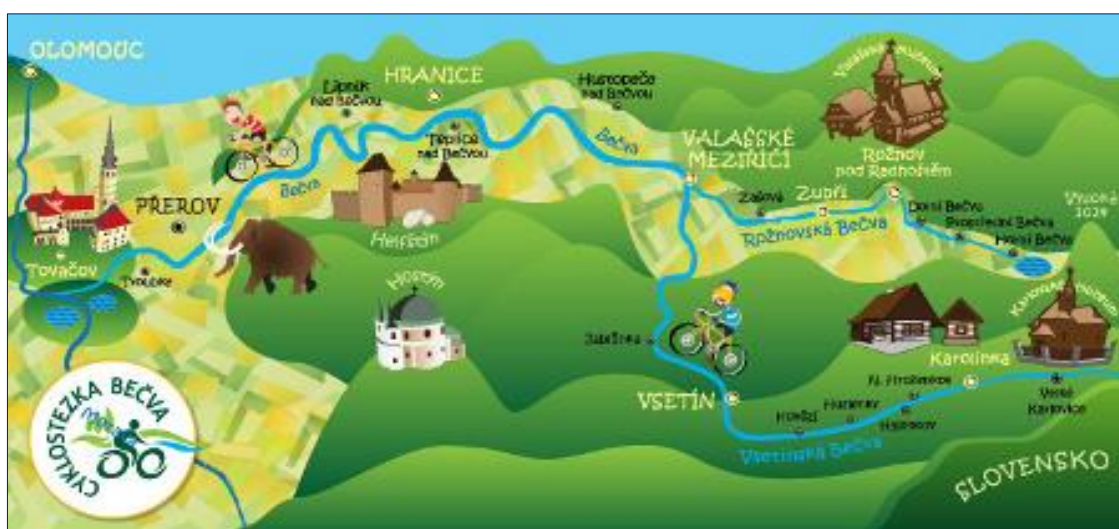 OLOMOUC
HRANICE
Lipník
nad Bečvou
Hustopeče
nad Bečvou
Teplice
nad Bečvou
Bečva
Bečva
VALAŠSKÉ
MEZIŘÍČÍ
Rožnov
pod Radhoštěm
Zašová
Zubří
Rožnovská Bečva
Dolní Bečva
Prostřední Bečva
Horní Bečva
PŘEROV
Tovačov
Troubky
Helfštýn
Hostýn
Jablůnka
VSETÍN
Hovězí
Huslenky
Halenkov
N. Hrozenkov
Karolinka
Velké
Karlovice
Vsetínská Bečva
SLOVENSKO
CYKLOSTEZKA BEČVA